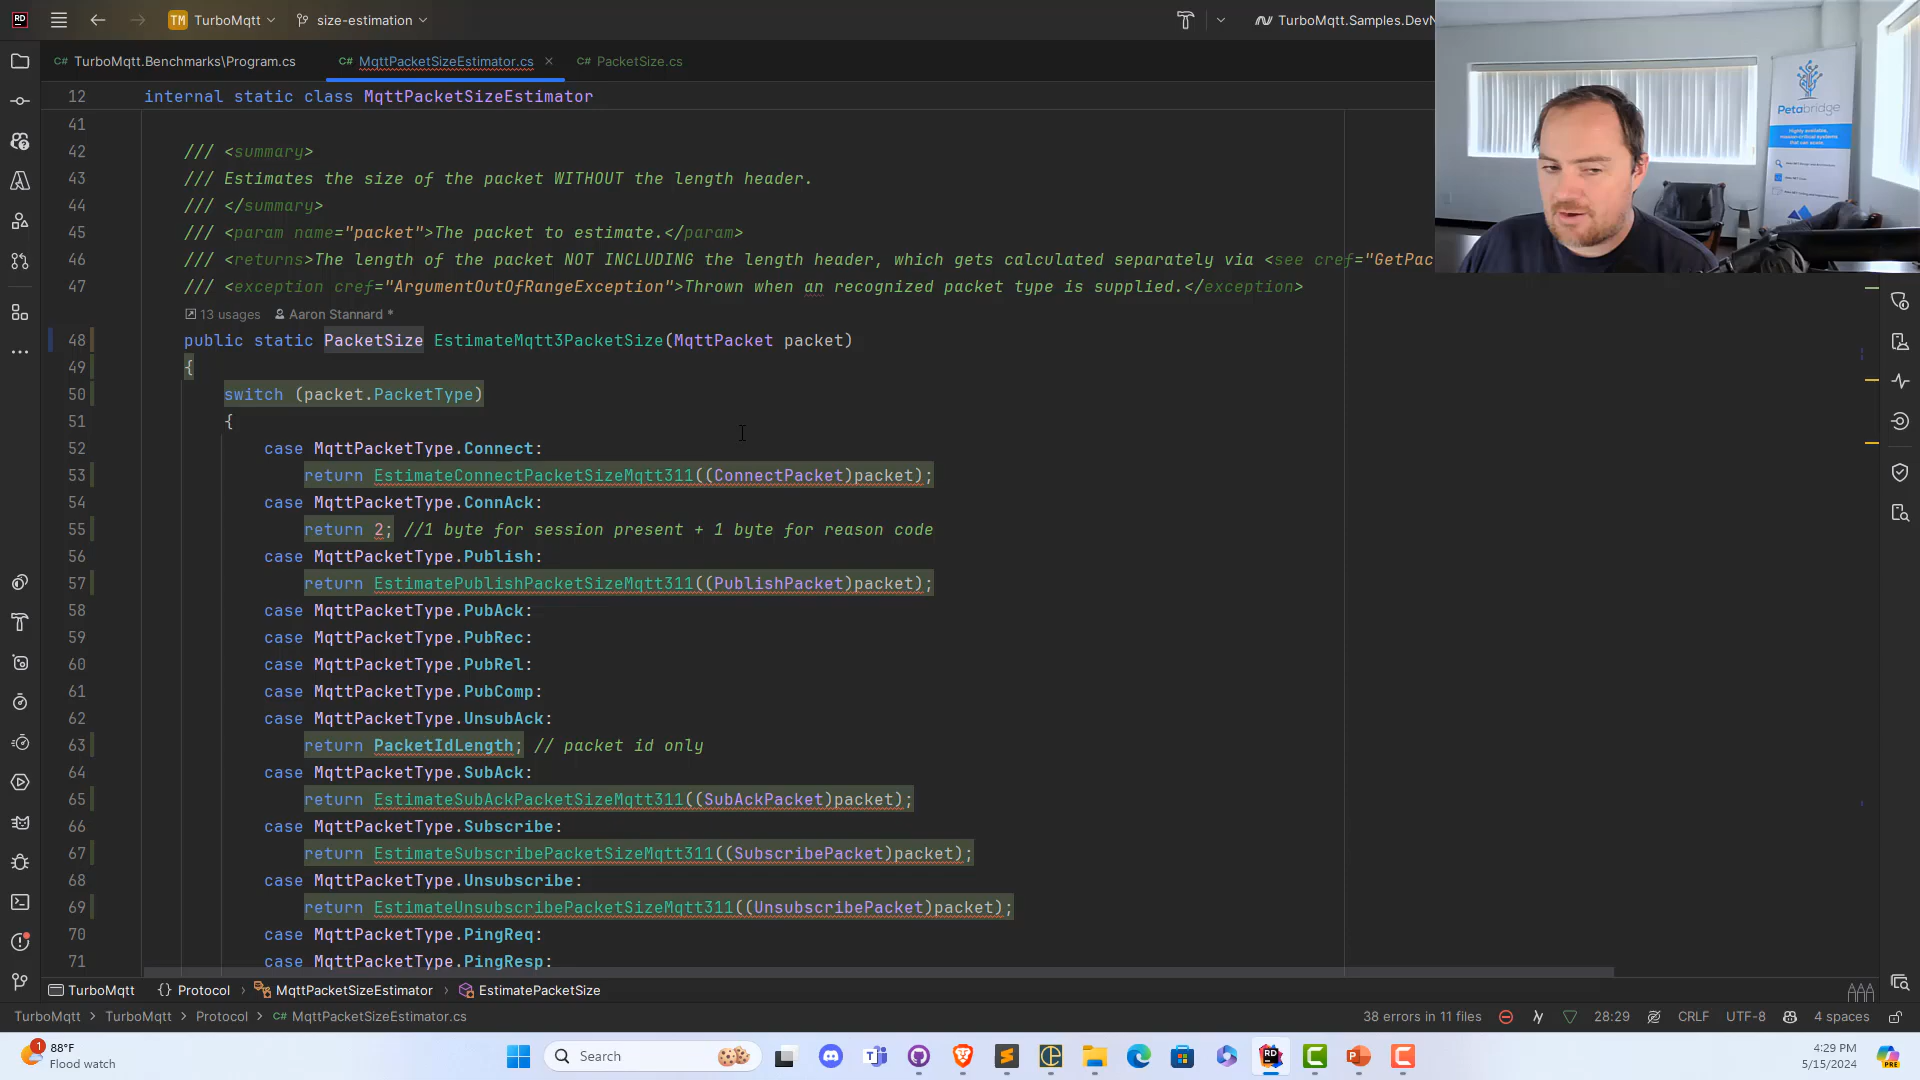 TM TurboMqtt size-estimation TurboMqtt.Samples.DevN
C# TurboMqtt.Benchmarks\Program.cs C# MqttPacketSizeEstimator.cs C# PacketSize.cs
12 internal static class MqttPacketSizeEstimator
41
42 /// <summary>
43 /// Estimates the size of the packet WITHOUT the length header.
44 /// </summary>
45 /// <param name="packet">The packet to estimate.</param>
46 /// <returns>The length of the packet NOT INCLUDING the length header, which gets calculated separately via <see cref="GetPac
47 /// <exception cref="ArgumentOutOfRangeException">Thrown when an recognized packet type is supplied.</exception>
13 usages Aaron Stannard *
48 public static PacketSize EstimateMqtt3PacketSize(MqttPacket packet)
49 {
50 switch (packet.PacketType)
51 {
52 case MqttPacketType.Connect:
53 return EstimateConnectPacketSizeMqtt311((ConnectPacket)packet);
54 case MqttPacketType.ConnAck:
55 return 2; //1 byte for session present + 1 byte for reason code
56 case MqttPacketType.Publish:
57 return EstimatePublishPacketSizeMqtt311((PublishPacket)packet);
58 case MqttPacketType.PubAck:
59 case MqttPacketType.PubRec:
60 case MqttPacketType.PubRel:
61 case MqttPacketType.PubComp:
62 case MqttPacketType.UnsubAck:
63 return PacketIdLength; // packet id only
64 case MqttPacketType.SubAck:
65 return EstimateSubAckPacketSizeMqtt311((SubAckPacket)packet);
66 case MqttPacketType.Subscribe:
67 return EstimateSubscribePacketSizeMqtt311((SubscribePacket)packet);
68 case MqttPacketType.Unsubscribe:
69 return EstimateUnsubscribePacketSizeMqtt311((UnsubscribePacket)packet);
70 case MqttPacketType.PingReq:
71 case MqttPacketType.PingResp:
Petabridge
TurboMqtt {} Protocol > MqttPacketSizeEstimator > EstimatePacketSize
TurboMqtt > TurboMqtt > Protocol > C# MqttPacketSizeEstimator.cs 38 errors in 11 files 28:29 CRLF UTF-8 4 spaces
1 88°F
Flood watch
Search
4:29 PM
5/15/2024